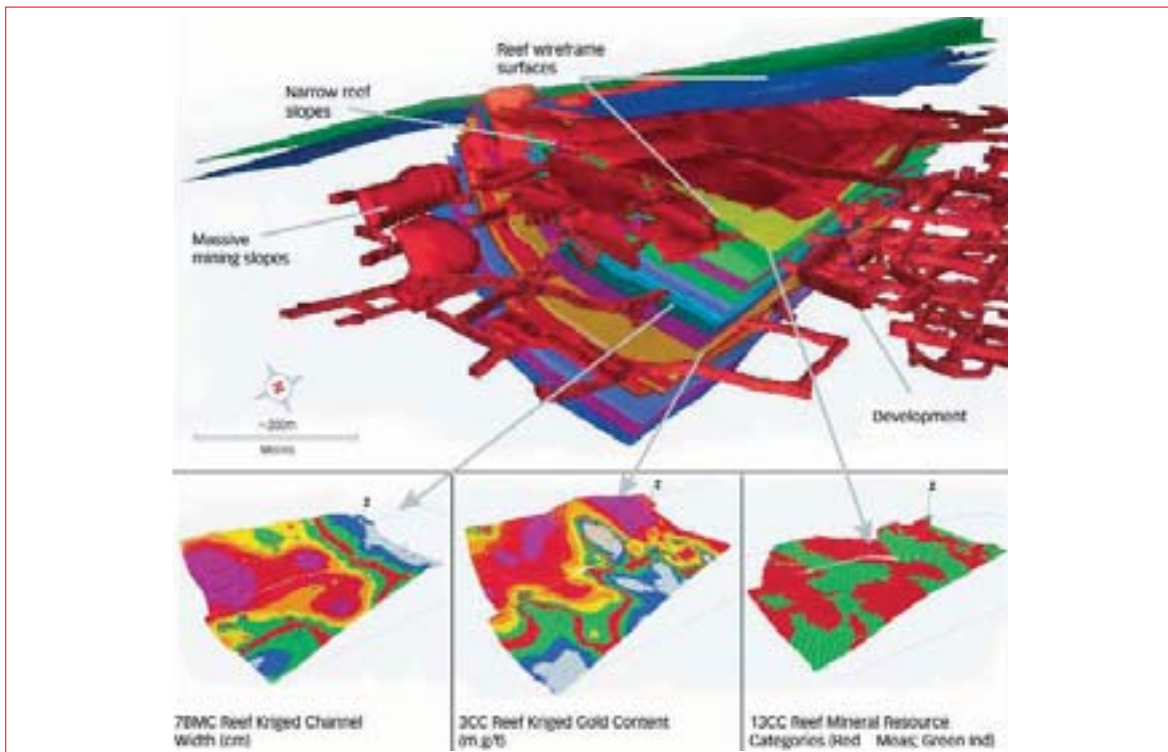 Reef wireframe
surfaces
Narrow reef
slopes
Massive
mining slopes
Development
~200m
Metres
z
z
z
7BMC Reef Kriged Channel
Width (cm)
3CC Reef Kriged Gold Content
(m.g/t)
13CC Reef Mineral Resource
Categories (Red Meas; Green Ind)